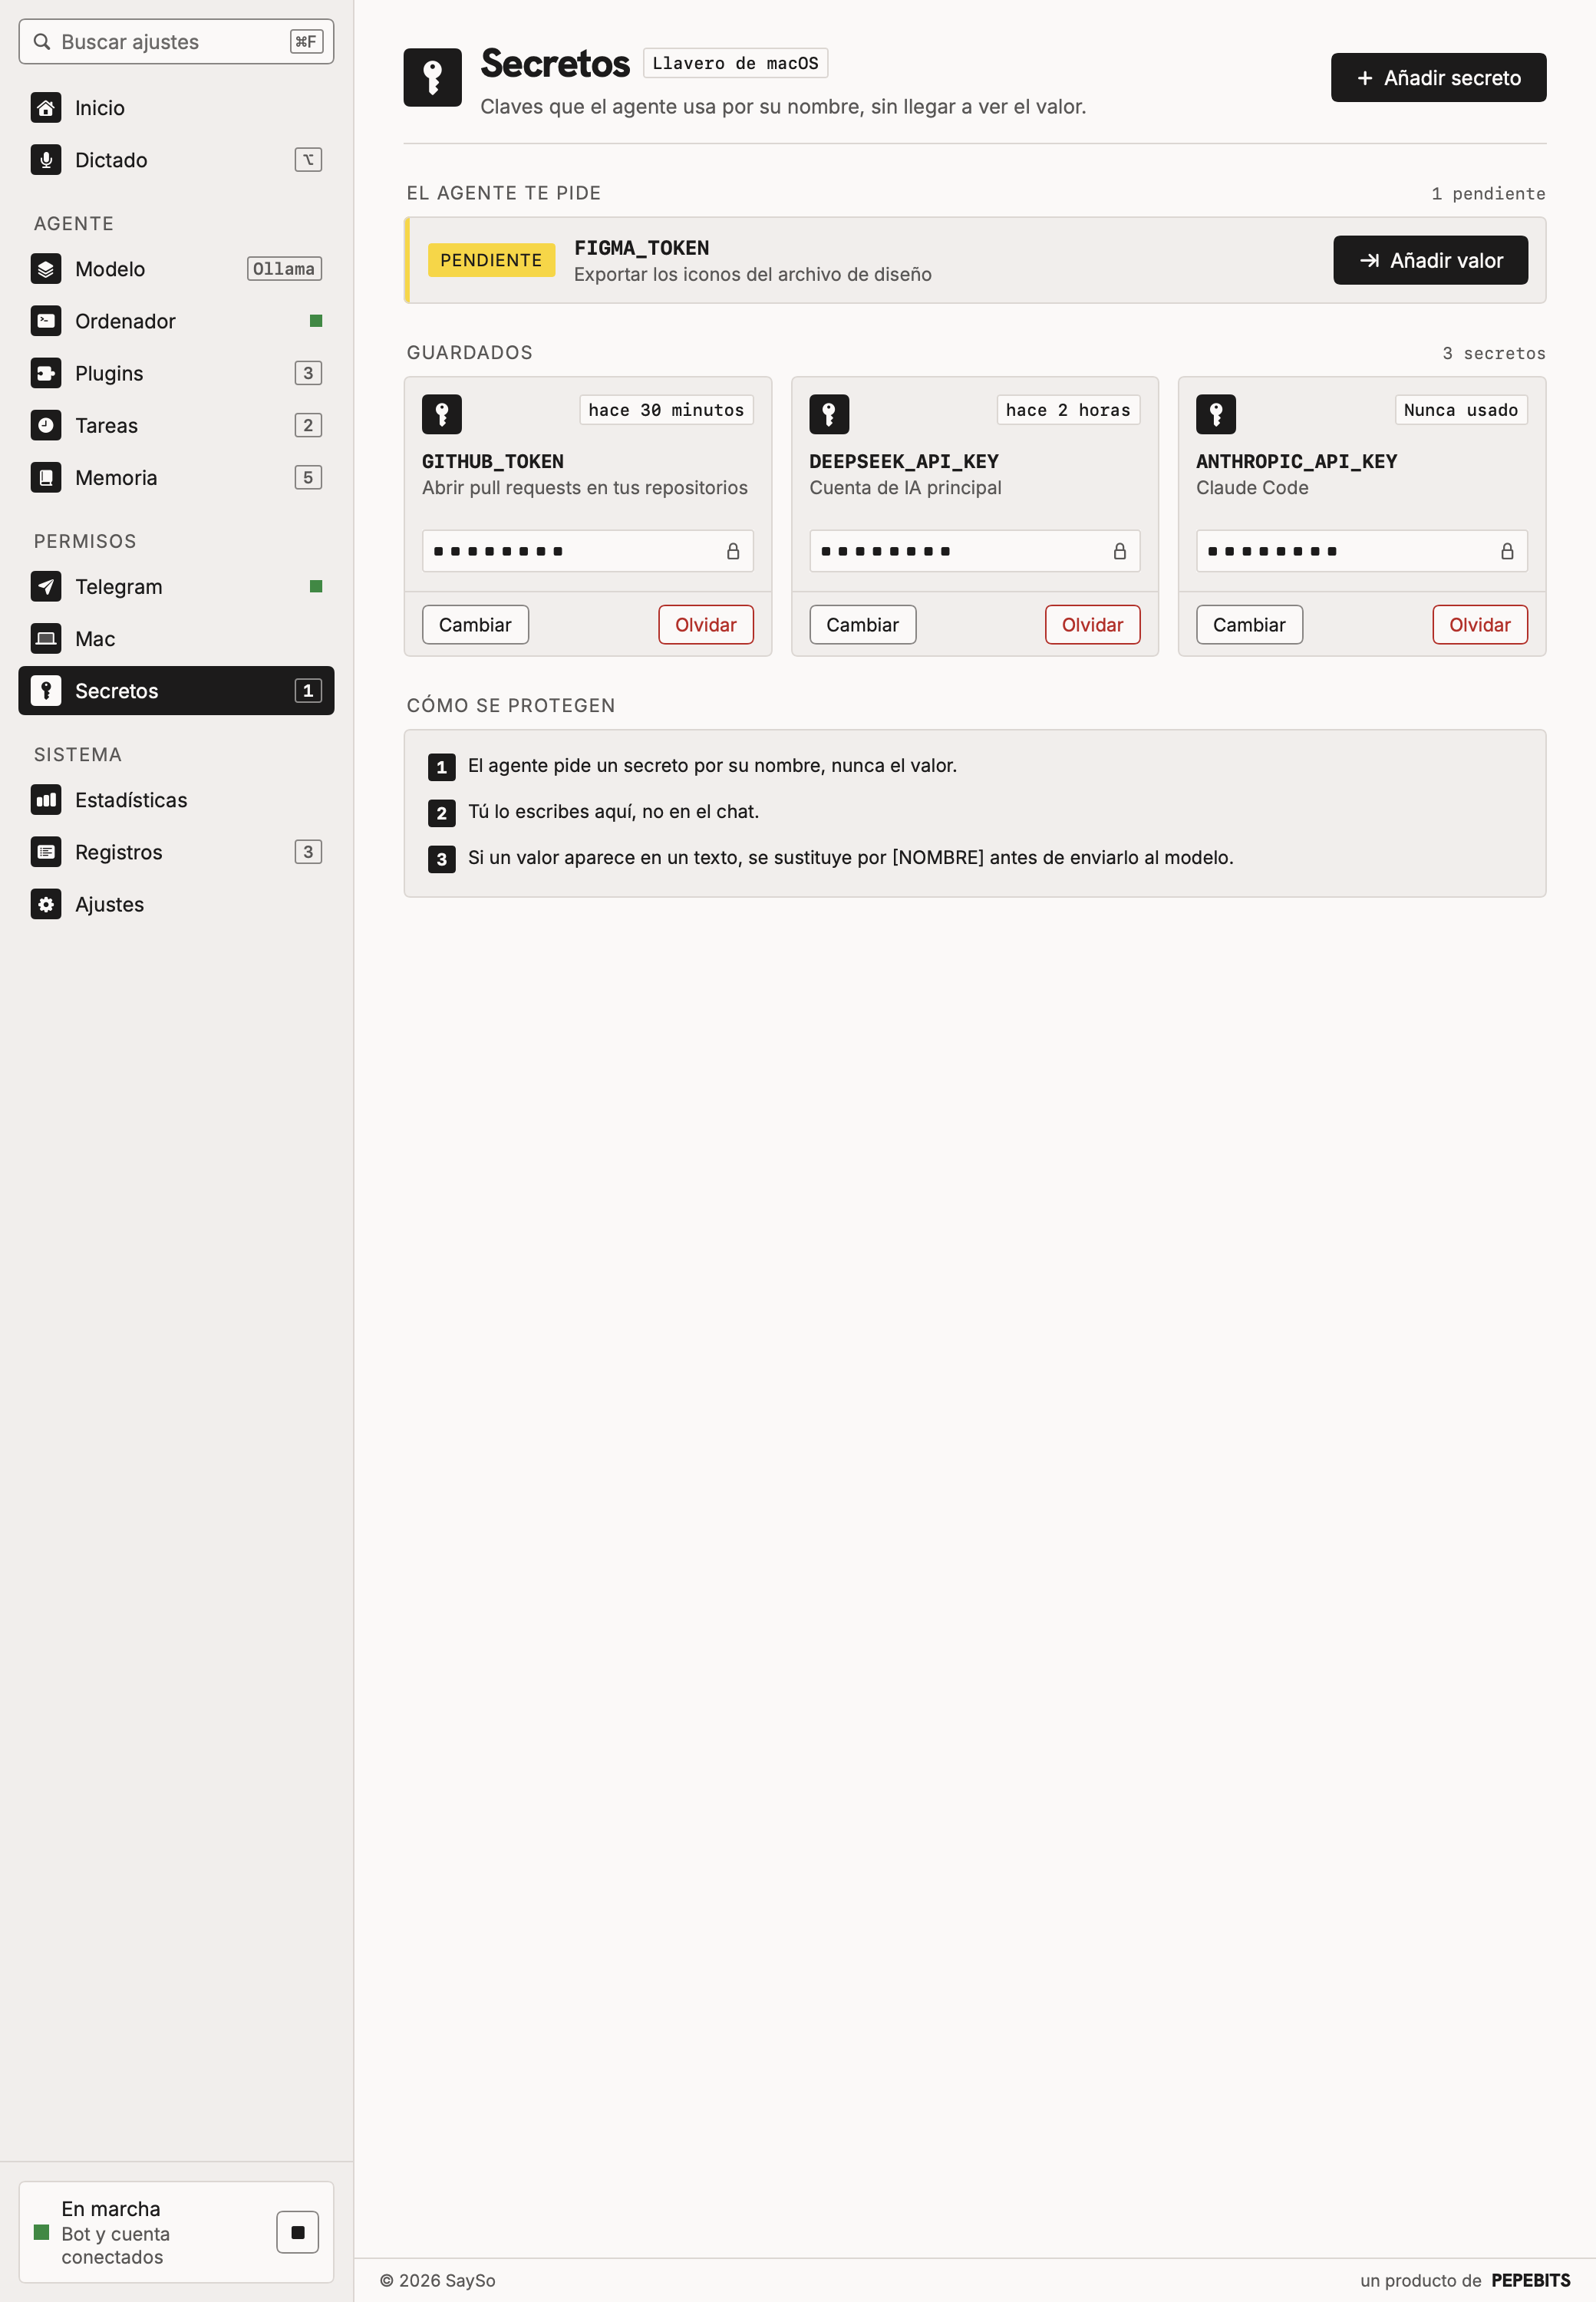 Buscar ajustes ⌘F
Inicio
Dictado ⌥
AGENTE
Modelo Ollama
Ordenador
Plugins 3
Tareas 2
Memoria 5
PERMISOS
Telegram
Mac
Secretos 1
SISTEMA
Estadísticas
Registros 3
Ajustes
En marcha
Bot y cuenta
conectados
Secretos Llavero de macOS
Claves que el agente usa por su nombre, sin llegar a ver el valor.
+ Añadir secreto
EL AGENTE TE PIDE 1 pendiente
PENDIENTE
FIGMA_TOKEN
Exportar los iconos del archivo de diseño
Añadir valor
GUARDADOS 3 secretos
hace 30 minutos
GITHUB_TOKEN
Abrir pull requests en tus repositorios
Cambiar Olvidar
hace 2 horas
DEEPSEEK_API_KEY
Cuenta de IA principal
Cambiar Olvidar
Nunca usado
ANTHROPIC_API_KEY
Claude Code
Cambiar Olvidar
CÓMO SE PROTEGEN
1 El agente pide un secreto por su nombre, nunca el valor.
2 Tú lo escribes aquí, no en el chat.
3 Si un valor aparece en un texto, se sustituye por [NOMBRE] antes de enviarlo al modelo.
© 2026 SaySo
un producto de PEPEBITS